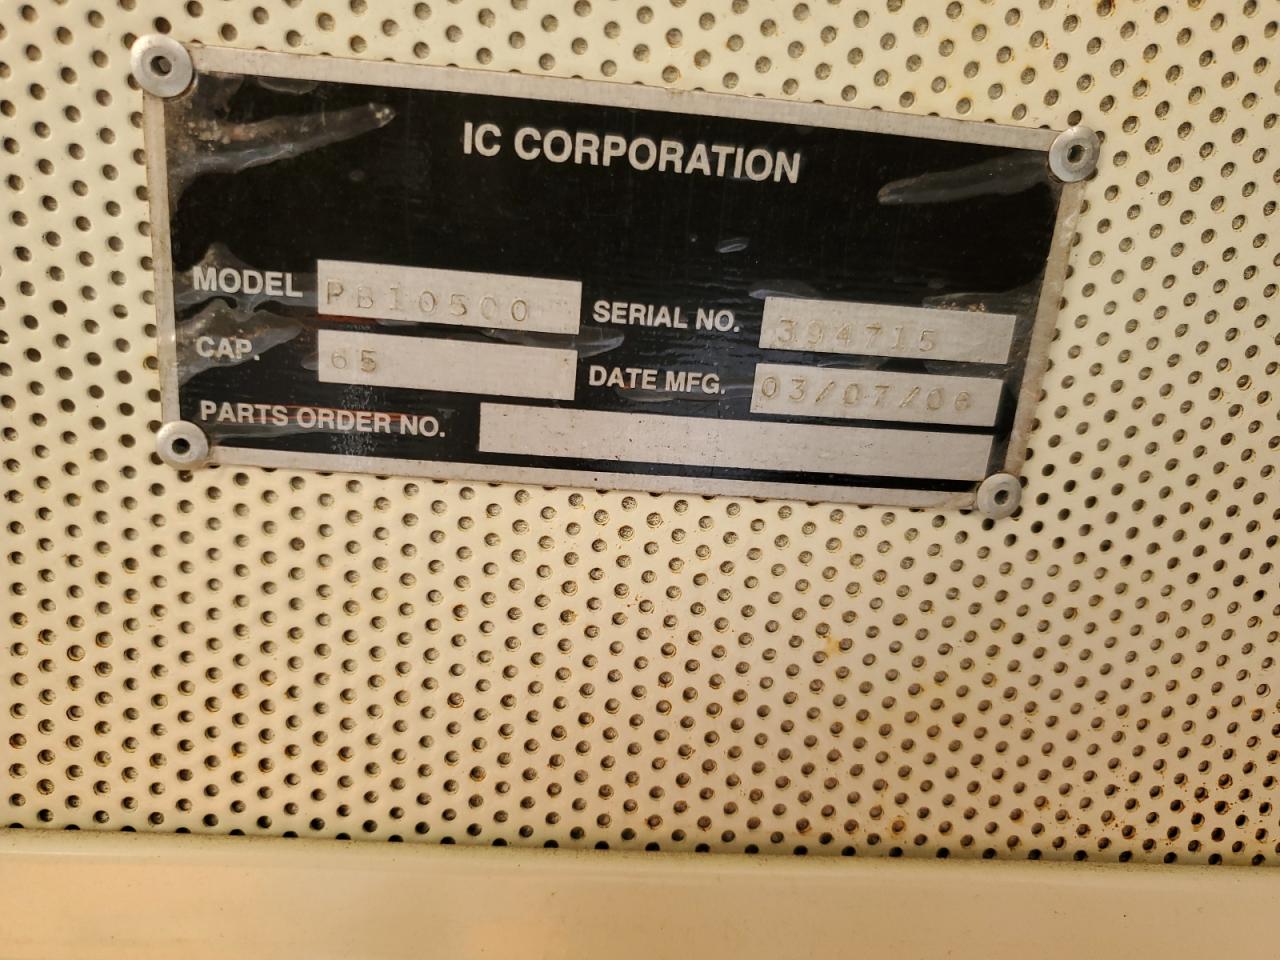 IC CORPORATION
MODEL PB10500 SERIAL NO. 394715
CAP. 65 DATE MFG. 03/07/06
PARTS ORDER NO.